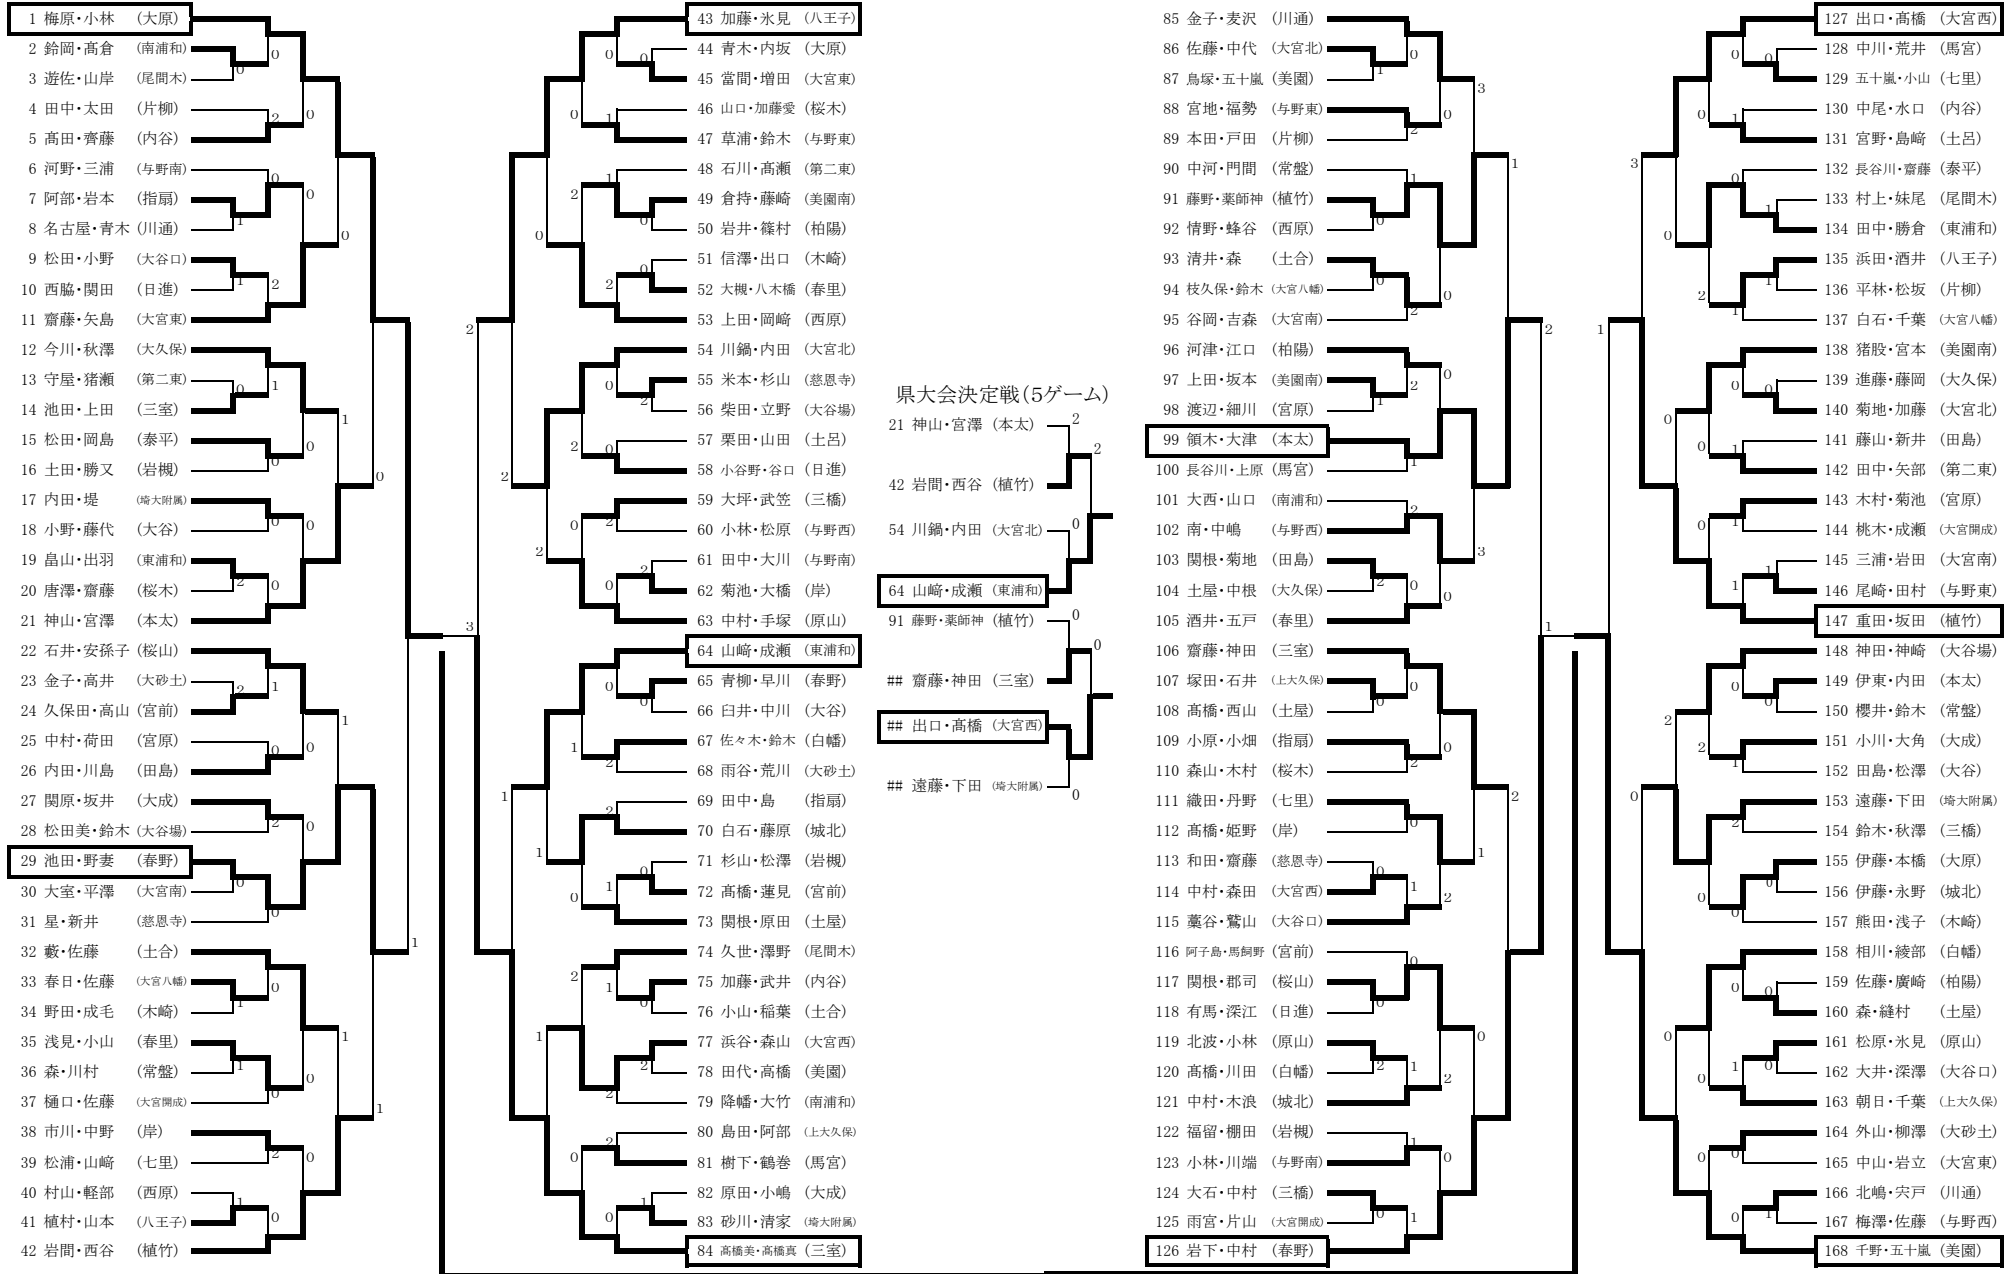 1 梅原・小林 (大原)
2 鈴岡・髙倉 (南浦和)
3 遊佐・山岸 (尾間木)
4 田中・太田 (片柳)
5 髙田・齊藤 (内谷)
6 河野・三浦 (与野南)
7 阿部・岩本 (指扇)
8 名古屋・青木 (川通)
9 松田・小野 (大谷口)
10 西脇・関田 (日進)
11 齋藤・矢島 (大宮東)
12 今川・秋澤 (大久保)
13 守屋・猪瀬 (第二東)
14 池田・上田 (三室)
15 松田・岡島 (泰平)
16 土田・勝又 (岩槻)
17 内田・堤 (埼大附属)
18 小野・藤代 (大谷)
19 畠山・出羽 (東浦和)
20 唐澤・齋藤 (桜木)
21 神山・宮澤 (本太)
22 石井・安孫子 (桜山)
23 金子・高井 (大砂土)
24 久保田・高山 (宮前)
25 中村・荷田 (宮原)
26 内田・川島 (田島)
27 関原・坂井 (大成)
28 松田美・鈴木 (大谷場)
29 池田・野妻 (春野)
30 大室・平澤 (大宮南)
31 星・新井 (慈恩寺)
32 藪・佐藤 (土合)
33 春日・佐藤 (大宮八幡)
34 野田・成毛 (木崎)
35 浅見・小山 (春里)
36 森・川村 (常盤)
37 樋口・佐藤 (大宮開成)
38 市川・中野 (岸)
39 松浦・山﨑 (七里)
40 村山・軽部 (西原)
41 植村・山本 (八王子)
42 岩間・西谷 (植竹)
43 加藤・氷見 (八王子)
44 青木・内坂 (大原)
45 當間・増田 (大宮東)
46 山口・加藤愛 (桜木)
47 草浦・鈴木 (与野東)
48 石川・髙瀬 (第二東)
49 倉持・藤崎 (美園南)
50 岩井・篠村 (柏陽)
51 信澤・出口 (木崎)
52 大槻・八木橋 (春里)
53 上田・岡﨑 (西原)
54 川鍋・内田 (大宮北)
55 米本・杉山 (慈恩寺)
56 柴田・立野 (大谷場)
57 栗田・山田 (土呂)
58 小谷野・谷口 (日進)
59 大坪・武笠 (三橋)
60 小林・松原 (与野西)
61 田中・大川 (与野南)
62 菊池・大橋 (岸)
63 中村・手塚 (原山)
64 山﨑・成瀬 (東浦和)
65 青柳・早川 (春野)
66 臼井・中川 (大谷)
67 佐々木・鈴木 (白幡)
68 雨谷・荒川 (大砂土)
69 田中・島 (指扇)
70 白石・藤原 (城北)
71 杉山・松澤 (岩槻)
72 髙橋・蓮見 (宮前)
73 関根・原田 (土屋)
74 久世・澤野 (尾間木)
75 加藤・武井 (内谷)
76 小山・稲葉 (土合)
77 浜谷・森山 (大宮西)
78 田代・高橋 (美園)
79 降幡・大竹 (南浦和)
80 島田・阿部 (上大久保)
81 樹下・鶴巻 (馬宮)
82 原田・小嶋 (大成)
83 砂川・清家 (埼大附属)
84 髙橋美・髙橋真 (三室)
県大会決定戦(5ゲーム)
21 神山・宮澤 (本太)
42 岩間・西谷 (植竹)
54 川鍋・内田 (大宮北)
64 山﨑・成瀬 (東浦和)
91 藤野・薬師神 (植竹)
## 齋藤・神田 (三室)
## 出口・髙橋 (大宮西)
## 遠藤・下田 (埼大附属)
85 金子・麦沢 (川通)
86 佐藤・中代 (大宮北)
87 鳥塚・五十嵐 (美園)
88 宮地・福勢 (与野東)
89 本田・戸田 (片柳)
90 中河・門間 (常盤)
91 藤野・薬師神 (植竹)
92 情野・蜂谷 (西原)
93 清井・森 (土合)
94 枝久保・鈴木 (大宮八幡)
95 谷岡・吉森 (大宮南)
96 河津・江口 (柏陽)
97 上田・坂本 (美園南)
98 渡辺・細川 (宮原)
99 領木・大津 (本太)
100 長谷川・上原 (馬宮)
101 大西・山口 (南浦和)
102 南・中嶋 (与野西)
103 関根・菊地 (田島)
104 土屋・中根 (大久保)
105 酒井・五戸 (春里)
106 齋藤・神田 (三室)
107 塚田・石井 (上大久保)
108 髙橋・西山 (土屋)
109 小原・小畑 (指扇)
110 森山・木村 (桜木)
111 織田・丹野 (七里)
112 髙橋・姫野 (岸)
113 和田・齋藤 (慈恩寺)
114 中村・森田 (大宮西)
115 藁谷・鷲山 (大谷口)
116 阿子島・馬飼野 (宮前)
117 関根・郡司 (桜山)
118 有馬・深江 (日進)
119 北波・小林 (原山)
120 髙橋・川田 (白幡)
121 中村・木浪 (城北)
122 福留・棚田 (岩槻)
123 小林・川端 (与野南)
124 大石・中村 (三橋)
125 雨宮・片山 (大宮開成)
126 岩下・中村 (春野)
127 出口・髙橋 (大宮西)
128 中川・荒井 (馬宮)
129 五十嵐・小山 (七里)
130 中尾・水口 (内谷)
131 宮野・島﨑 (土呂)
132 長谷川・齋藤 (泰平)
133 村上・妹尾 (尾間木)
134 田中・勝倉 (東浦和)
135 浜田・酒井 (八王子)
136 平林・松坂 (片柳)
137 白石・千葉 (大宮八幡)
138 猪股・宮本 (美園南)
139 進藤・藤岡 (大久保)
140 菊地・加藤 (大宮北)
141 藤山・新井 (田島)
142 田中・矢部 (第二東)
143 木村・菊池 (宮原)
144 桃木・成瀬 (大宮開成)
145 三浦・岩田 (大宮南)
146 尾崎・田村 (与野東)
147 重田・坂田 (植竹)
148 神田・神崎 (大谷場)
149 伊東・内田 (本太)
150 櫻井・鈴木 (常盤)
151 小川・大角 (大成)
152 田島・松澤 (大谷)
153 遠藤・下田 (埼大附属)
154 鈴木・秋澤 (三橋)
155 伊藤・本橋 (大原)
156 伊藤・永野 (城北)
157 熊田・浅子 (木崎)
158 相川・綾部 (白幡)
159 佐藤・廣崎 (柏陽)
160 森・縫村 (土屋)
161 松原・氷見 (原山)
162 大井・深澤 (大谷口)
163 朝日・千葉 (上大久保)
164 外山・柳澤 (大砂土)
165 中山・岩立 (大宮東)
166 北嶋・宍戸 (川通)
167 梅澤・佐藤 (与野西)
168 千野・五十嵐 (美園)